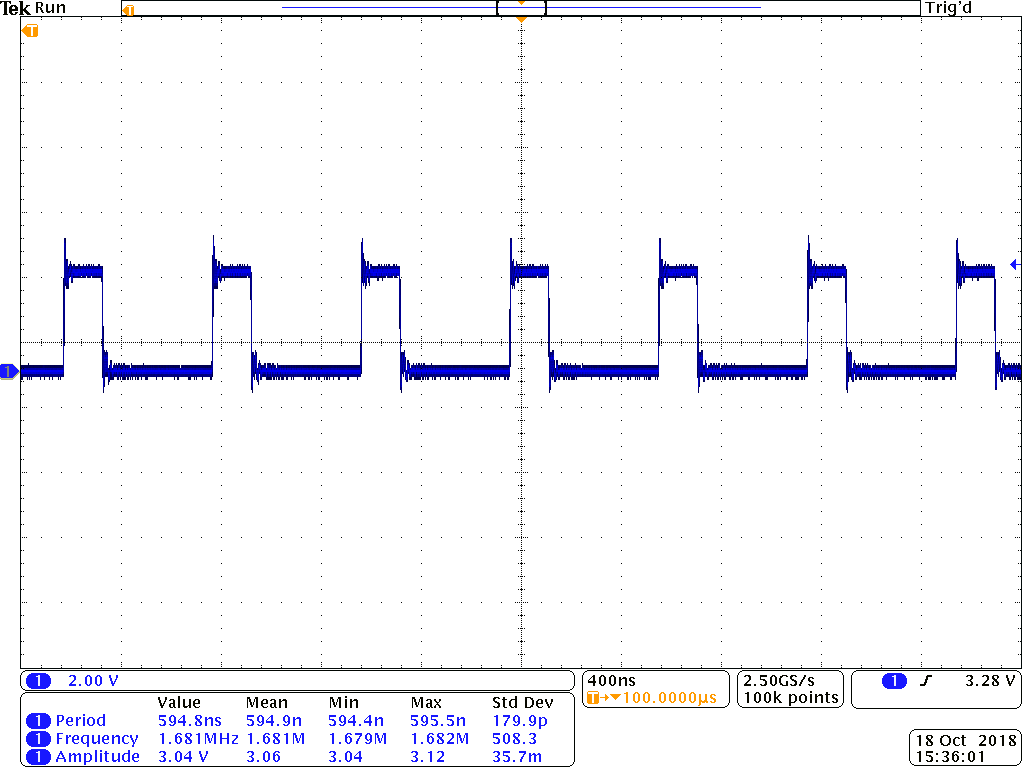 Tek Run Trig'd
T
T
1
1 2.00 V
Value Mean Min Max Std Dev
1 Period 594.8ns 594.9n 594.4n 595.5n 179.9p
1 Frequency 1.681MHz 1.681M 1.679M 1.682M 508.3
1 Amplitude 3.04 V 3.06 3.04 3.12 35.7m
400ns
T→▼100.0000µs
2.50GS/s
100k points
1 3.28 V
18 Oct 2018
15:36:01